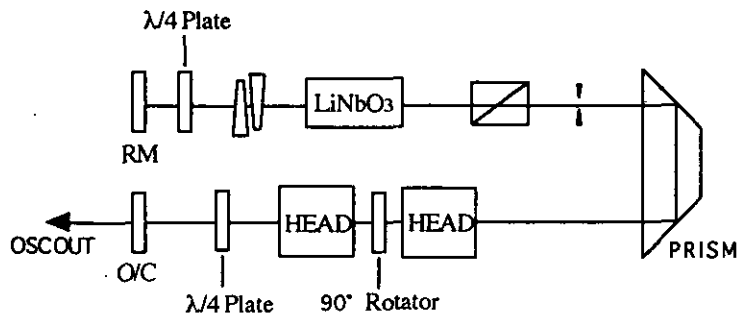 λ/4 Plate
LiNbO3
RM
HEAD
HEAD
OSCOUT
O/C
PRISM
λ/4 Plate
90° Rotator